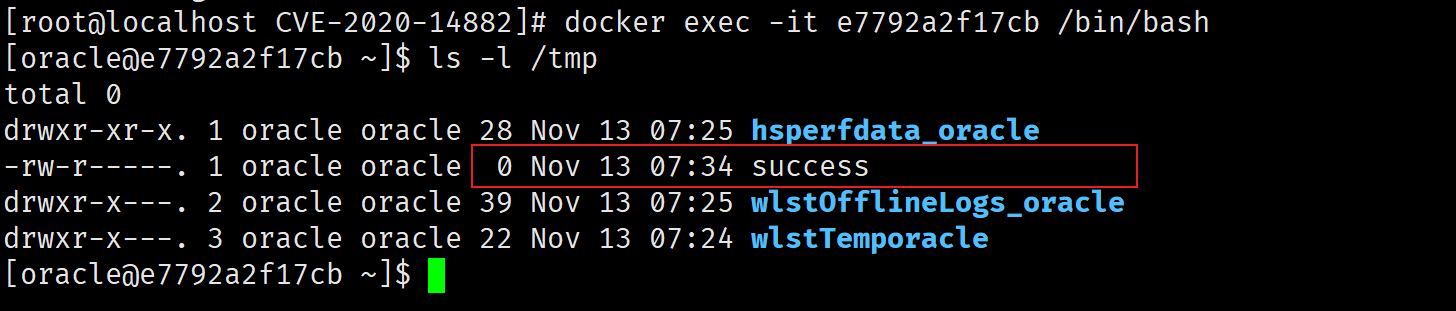 [root@localhost CVE-2020-14882]# docker exec -it e7792a2f17cb /bin/bash
[oracle@e7792a2f17cb ~]$ ls -l /tmp
total 0
drwxr-xr-x. 1 oracle oracle 28 Nov 13 07:25 hsperfdata_oracle
-rw-r-----. 1 oracle oracle  0 Nov 13 07:34 success
drwxr-x---. 2 oracle oracle 39 Nov 13 07:25 wlstOfflineLogs_oracle
drwxr-x---. 3 oracle oracle 22 Nov 13 07:24 wlstTemporacle
[oracle@e7792a2f17cb ~]$